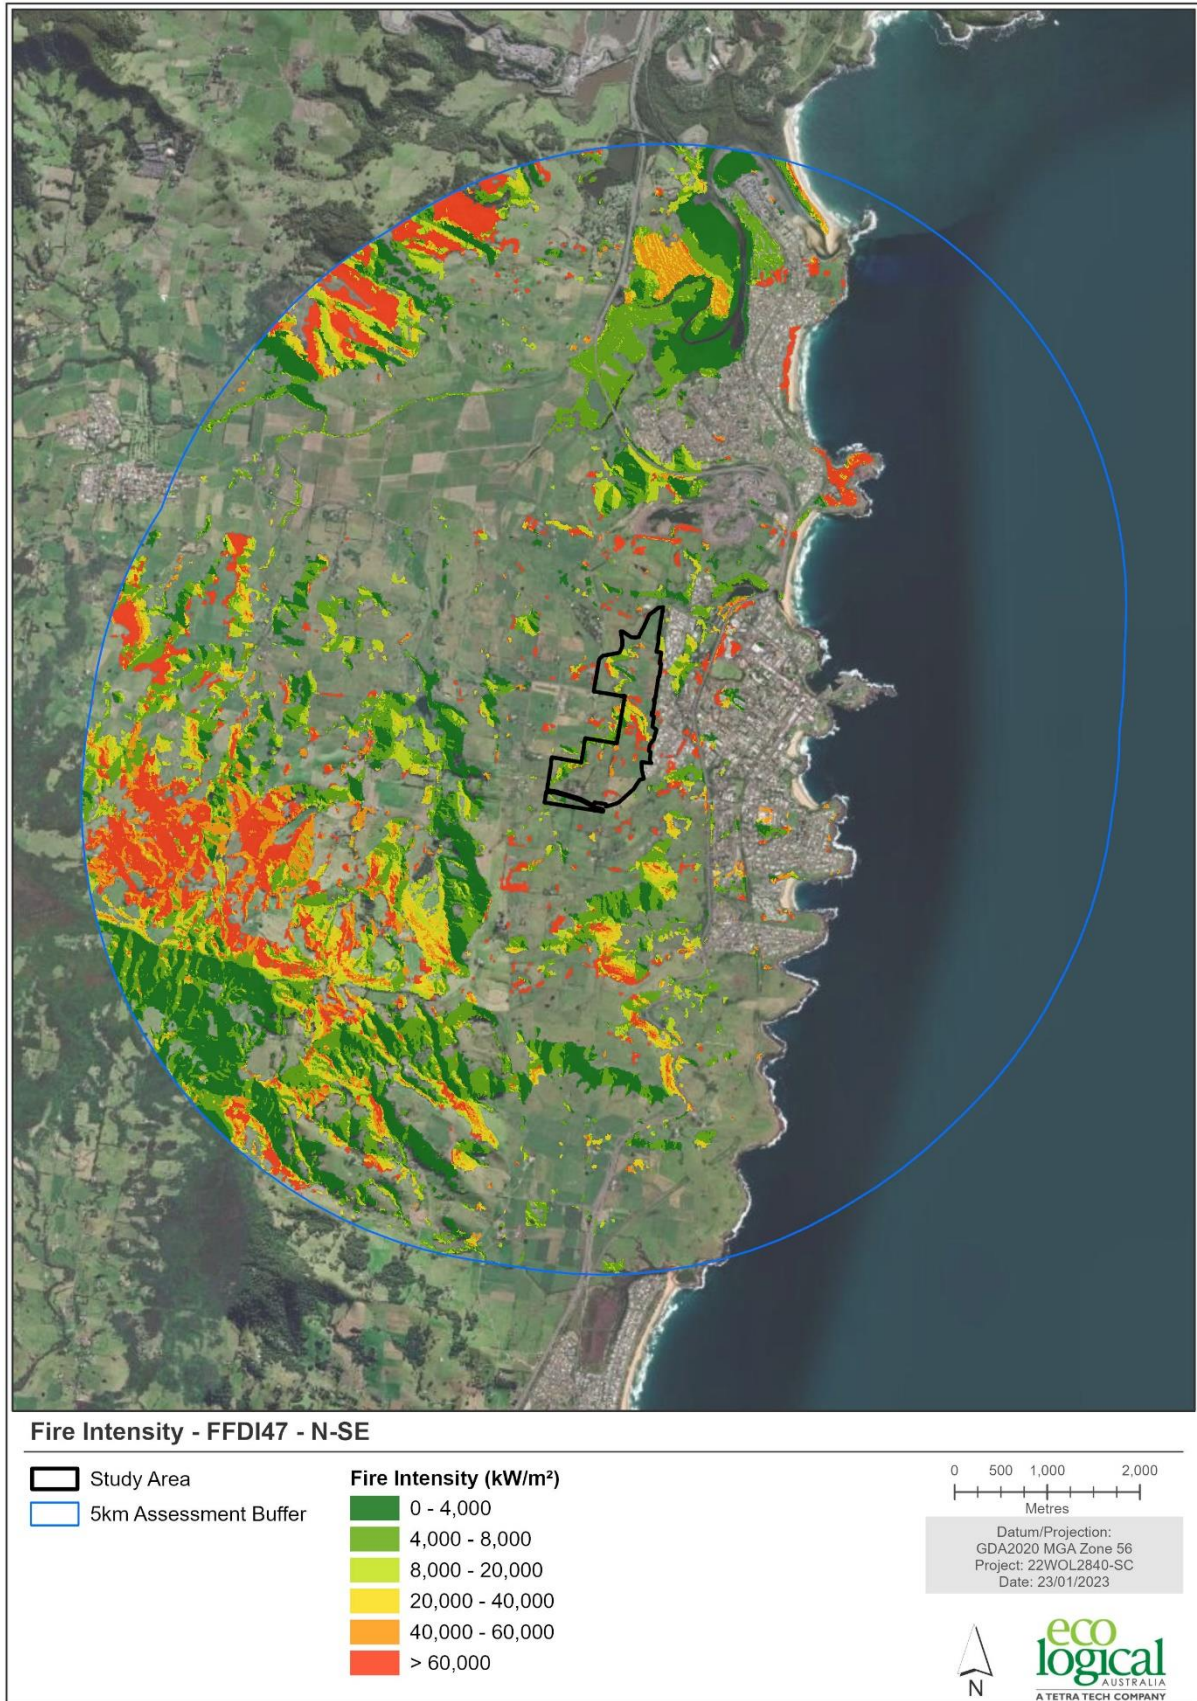 Fire Intensity - FFDI47 - N-SE
Study Area
5km Assessment Buffer
Fire Intensity (kW/m²)
0 - 4,000
4,000 - 8,000
8,000 - 20,000
20,000 - 40,000
40,000 - 60,000
> 60,000
0 500 1,000 2,000
Metres
Datum/Projection:
GDA2020 MGA Zone 56
Project: 22WOL2840-SC
Date: 23/01/2023
N
eco
logical
AUSTRALIA
A TETRA TECH COMPANY